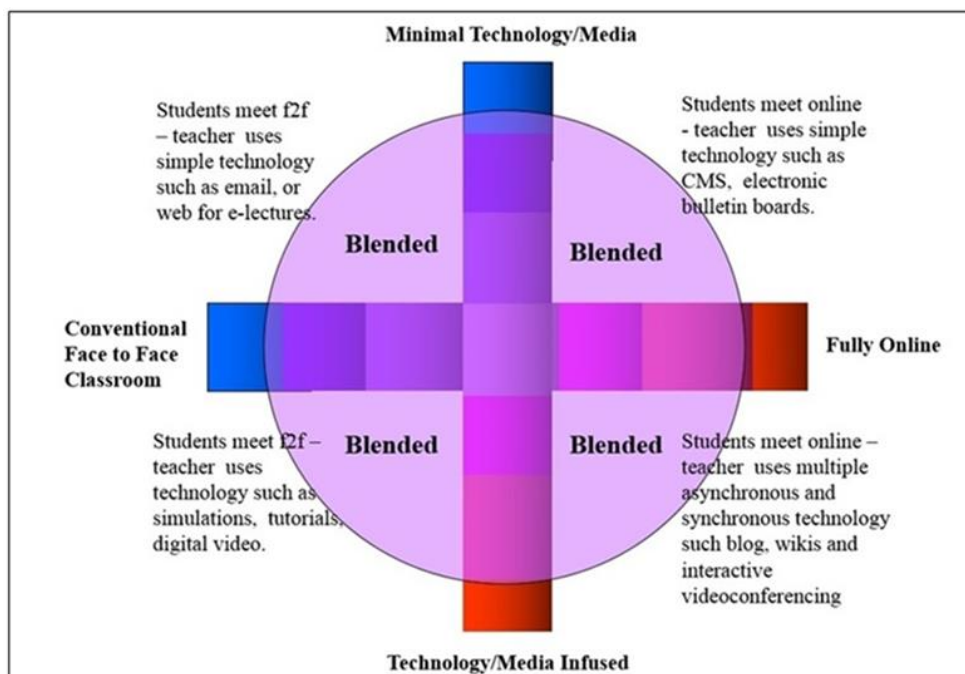 Minimal Technology/Media
Students meet f2f
– teacher uses
simple technology
such as email, or
web for e-lectures.
Students meet online
- teacher uses simple
technology such as
CMS, electronic
bulletin boards.
Blended
Blended
Conventional
Face to Face
Classroom
Fully Online
Blended
Blended
Students meet f2f –
teacher uses
technology such as
simulations, tutorials,
digital video.
Students meet online –
teacher uses multiple
asynchronous and
synchronous technology
such blog, wikis and
interactive
videoconferencing
Technology/Media Infused